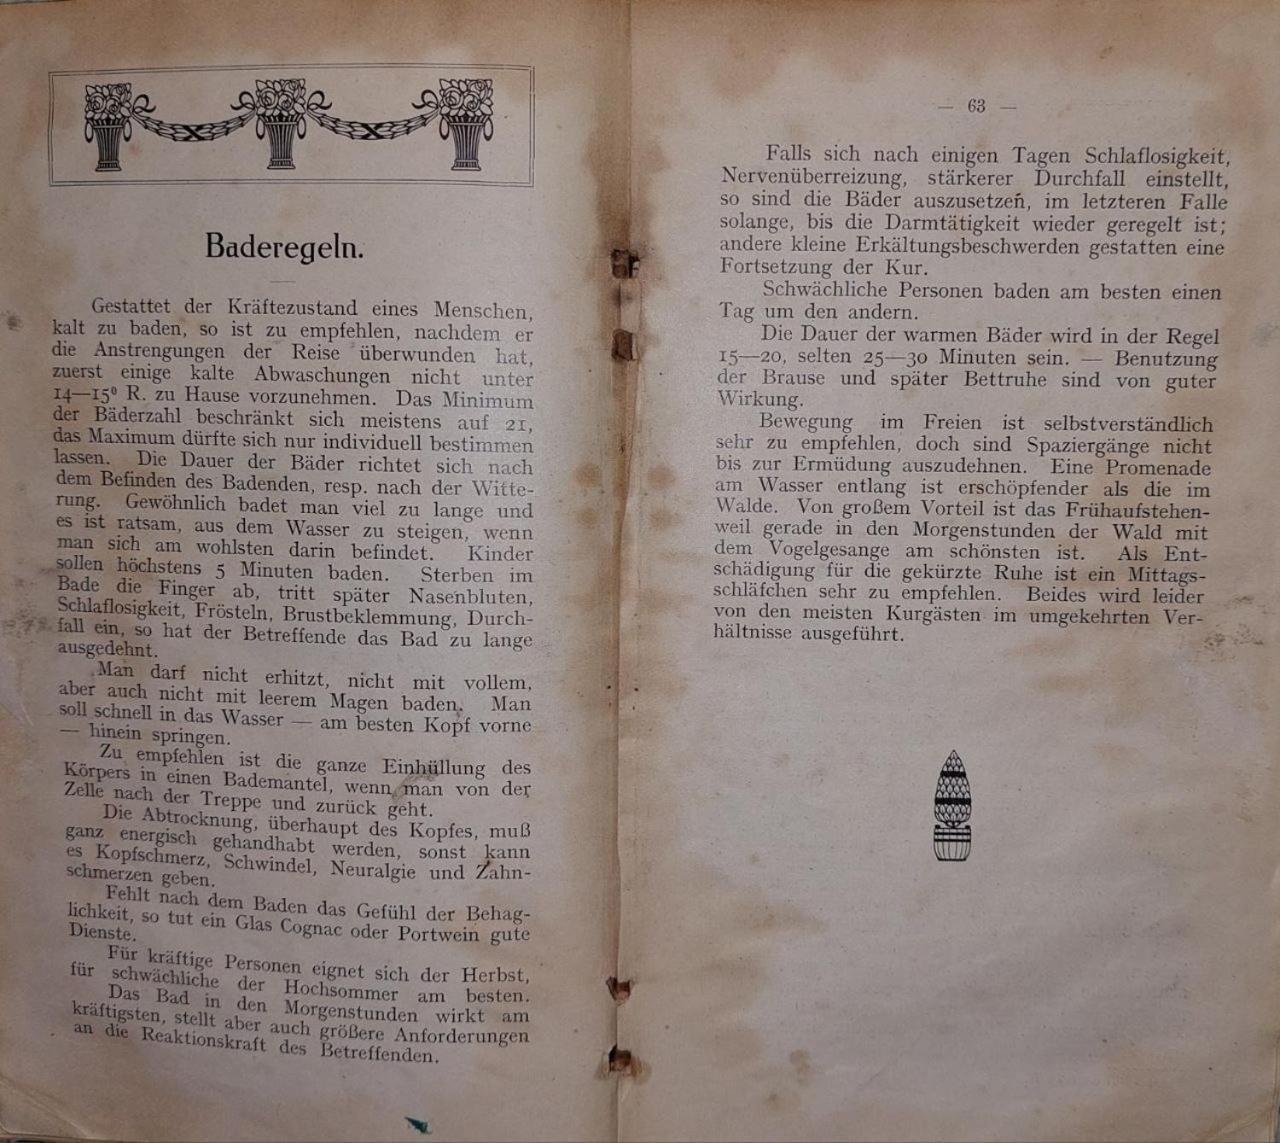 Baderegeln.
Gestattet der Kräftezustand eines Menschen,
kalt zu baden, so ist zu empfehlen, nachdem er
die Anstrengungen der Reise überwunden hat,
zuerst einige kalte Abwaschungen nicht unter
14—15⁰ R. zu Hause vorzunehmen. Das Minimum
der Bäderzahl beschränkt sich meistens auf 21,
das Maximum dürfte sich nur individuell bestimmen
lassen. Die Dauer der Bäder richtet sich nach
dem Befinden des Badenden, resp. nach der Witte-
rung. Gewöhnlich badet man viel zu lange und
es ist ratsam, aus dem Wasser zu steigen, wenn
man sich am wohlsten darin befindet. Kinder
sollen höchstens 5 Minuten baden. Sterben im
Bade die Finger ab, tritt später Nasenbluten,
Schlaflosigkeit, Frösteln, Brustbeklemmung, Durch-
fall ein, so hat der Betreffende das Bad zu lange
ausgedehnt.
Man darf nicht erhitzt, nicht mit vollem,
aber auch nicht mit leerem Magen baden. Man
soll schnell in das Wasser — am besten Kopf vorne
— hinein springen.
Zu empfehlen ist die ganze Einhüllung des
Körpers in einen Bademantel, wenn man von der
Zelle nach der Treppe und zurück geht.
Die Abtrocknung, überhaupt des Kopfes, muß
ganz energisch gehandhabt werden, sonst kann
es Kopfschmerz, Schwindel, Neuralgie und Zahn-
schmerzen geben.
Fehlt nach dem Baden das Gefühl der Behag-
lichkeit, so tut ein Glas Cognac oder Portwein gute
Dienste.
Für kräftige Personen eignet sich der Herbst,
für schwächliche der Hochsommer am besten.
Das Bad in den Morgenstunden wirkt am
kräftigsten, stellt aber auch größere Anforderungen
an die Reaktionskraft des Betreffenden.
— 63 —
Falls sich nach einigen Tagen Schlaflosigkeit,
Nervenüberreizung, stärkerer Durchfall einstellt,
so sind die Bäder auszusetzen, im letzteren Falle
solange, bis die Darmtätigkeit wieder geregelt ist;
andere kleine Erkältungsbeschwerden gestatten eine
Fortsetzung der Kur.
Schwächliche Personen baden am besten einen
Tag um den andern.
Die Dauer der warmen Bäder wird in der Regel
15—20, selten 25—30 Minuten sein. — Benutzung
der Brause und später Bettruhe sind von guter
Wirkung.
Bewegung im Freien ist selbstverständlich
sehr zu empfehlen, doch sind Spaziergänge nicht
bis zur Ermüdung auszudehnen. Eine Promenade
am Wasser entlang ist erschöpfender als die im
Walde. Von großem Vorteil ist das Frühaufstehen-
weil gerade in den Morgenstunden der Wald mit
dem Vogelgesange am schönsten ist. Als Ent-
schädigung für die gekürzte Ruhe ist ein Mittags-
schläfchen sehr zu empfehlen. Beides wird leider
von den meisten Kurgästen im umgekehrten Ver-
hältnisse ausgeführt.